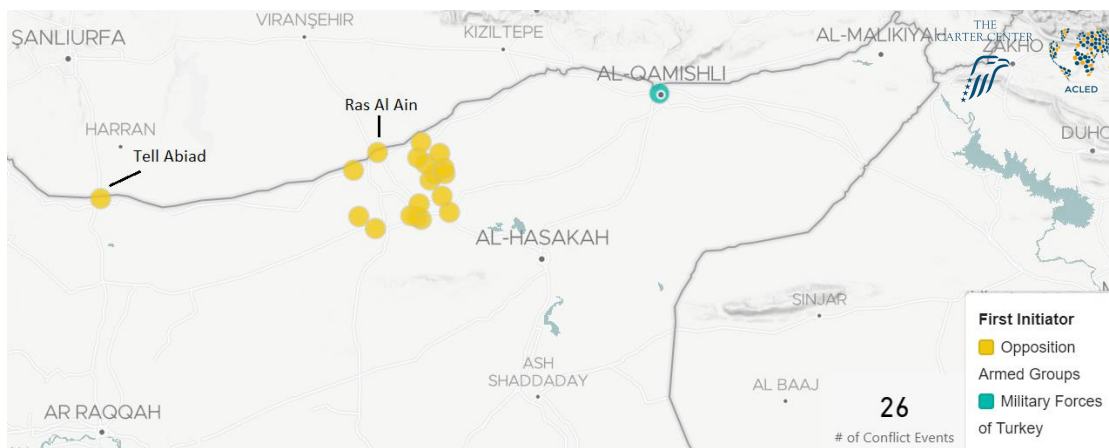 ŞANLIURFA
VIRANŞEHIR
KIZILTEPE
AL-MALIKIYAH
THE
CARTER CENTER
ZAKHO
ACLED
AL-QAMISHLI
Ras Al Ain
HARRAN
Tell Abiad
DUHO
AL-HASAKAH
SINJAR
M
First Initiator
Opposition
Armed Groups
Military Forces
of Turkey
ASH
SHADDADAY
AL BAAJ
26
# of Conflict Events
AR RAQQAH